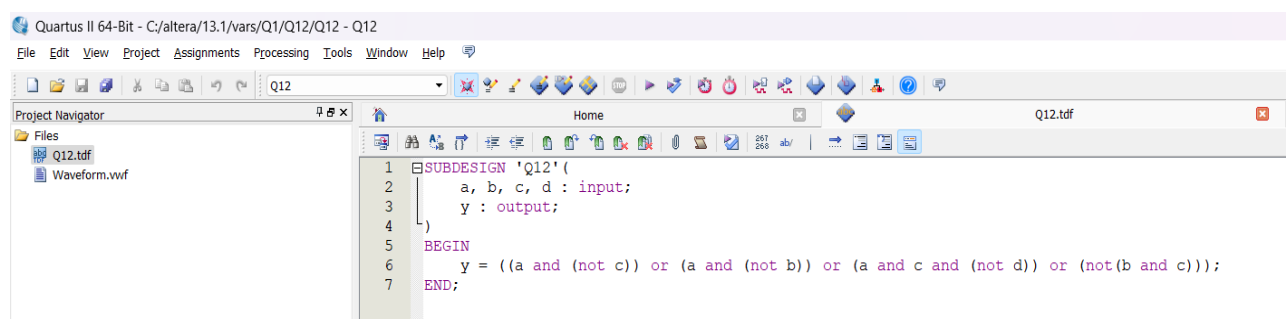 Quartus II 64-Bit - C:/altera/13.1/vars/Q1/Q12/Q12 - Q12
File Edit View Project Assignments Processing Tools Window Help
Q12
Project Navigator
Files
Q12.tdf
Waveform.vwf
Home
Q12.tdf
267
268
ab/
1 SUBDESIGN 'Q12'(
2 a, b, c, d : input;
3 y : output;
4 )
5 BEGIN
6 y = ((a and (not c)) or (a and (not b)) or (a and c and (not d)) or (not(b and c)));
7 END;